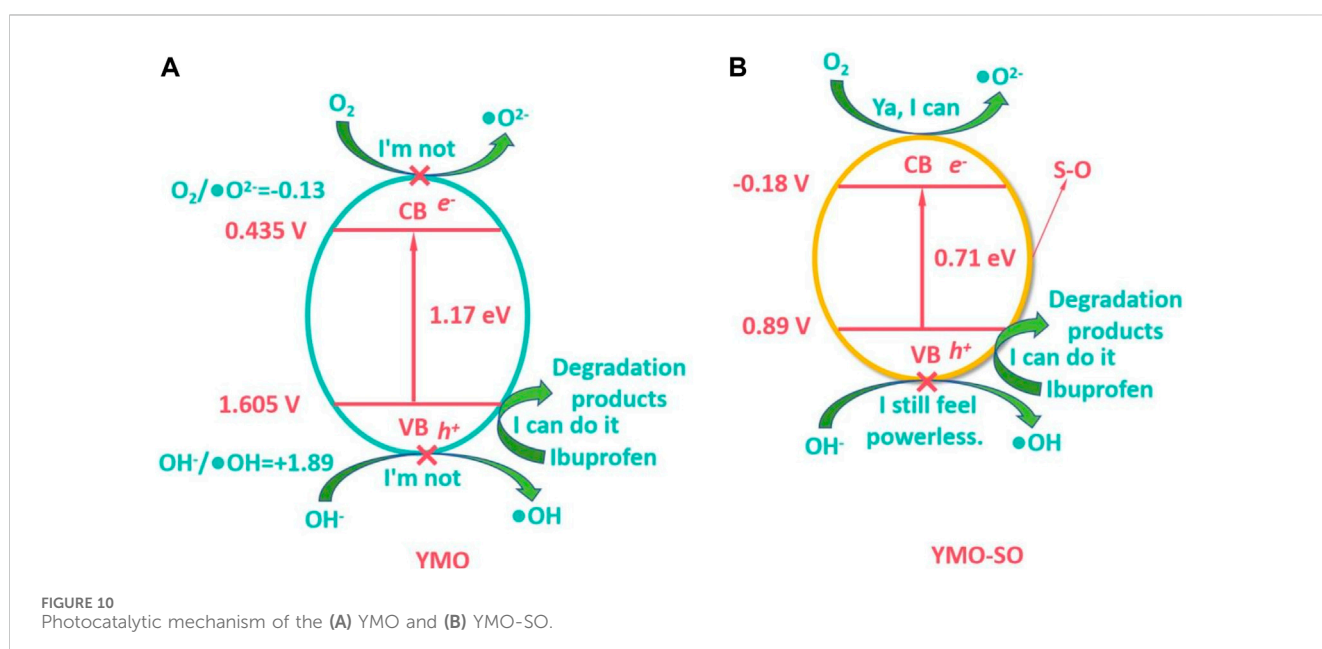 A
O₂
●O²⁻
I'm not
O₂/●O²⁻=-0.13
CB e⁻
0.435 V
1.17 eV
Degradation
products
1.605 V
I can do it
VB h⁺
Ibuprofen
OH⁻/●OH=+1.89
I'm not
OH⁻
●OH
YMO
B
O₂
●O²⁻
Ya, I can
CB e⁻
S-O
-0.18 V
0.71 eV
Degradation
products
0.89 V
I can do it
VB h⁺
Ibuprofen
I still feel
powerless.
OH⁻
●OH
YMO-SO
FIGURE 10
Photocatalytic mechanism of the (A) YMO and (B) YMO-SO.